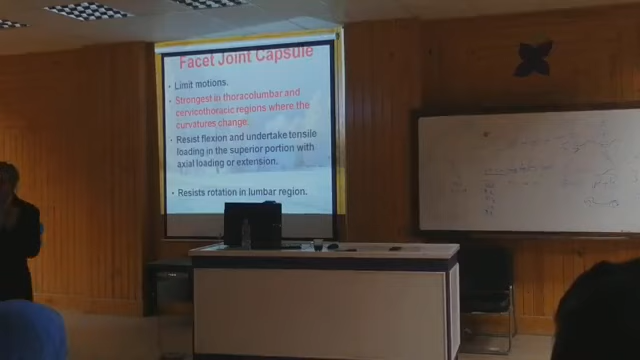 Facet Joint Capsule
• Limit motions.
• Strongest in thoracolumbar and
cervicothoracic regions where the
curvatures change.
• Resist flexion and undertake tensile
loading in the superior portion with
axial loading or extension.
• Resists rotation in lumbar region.